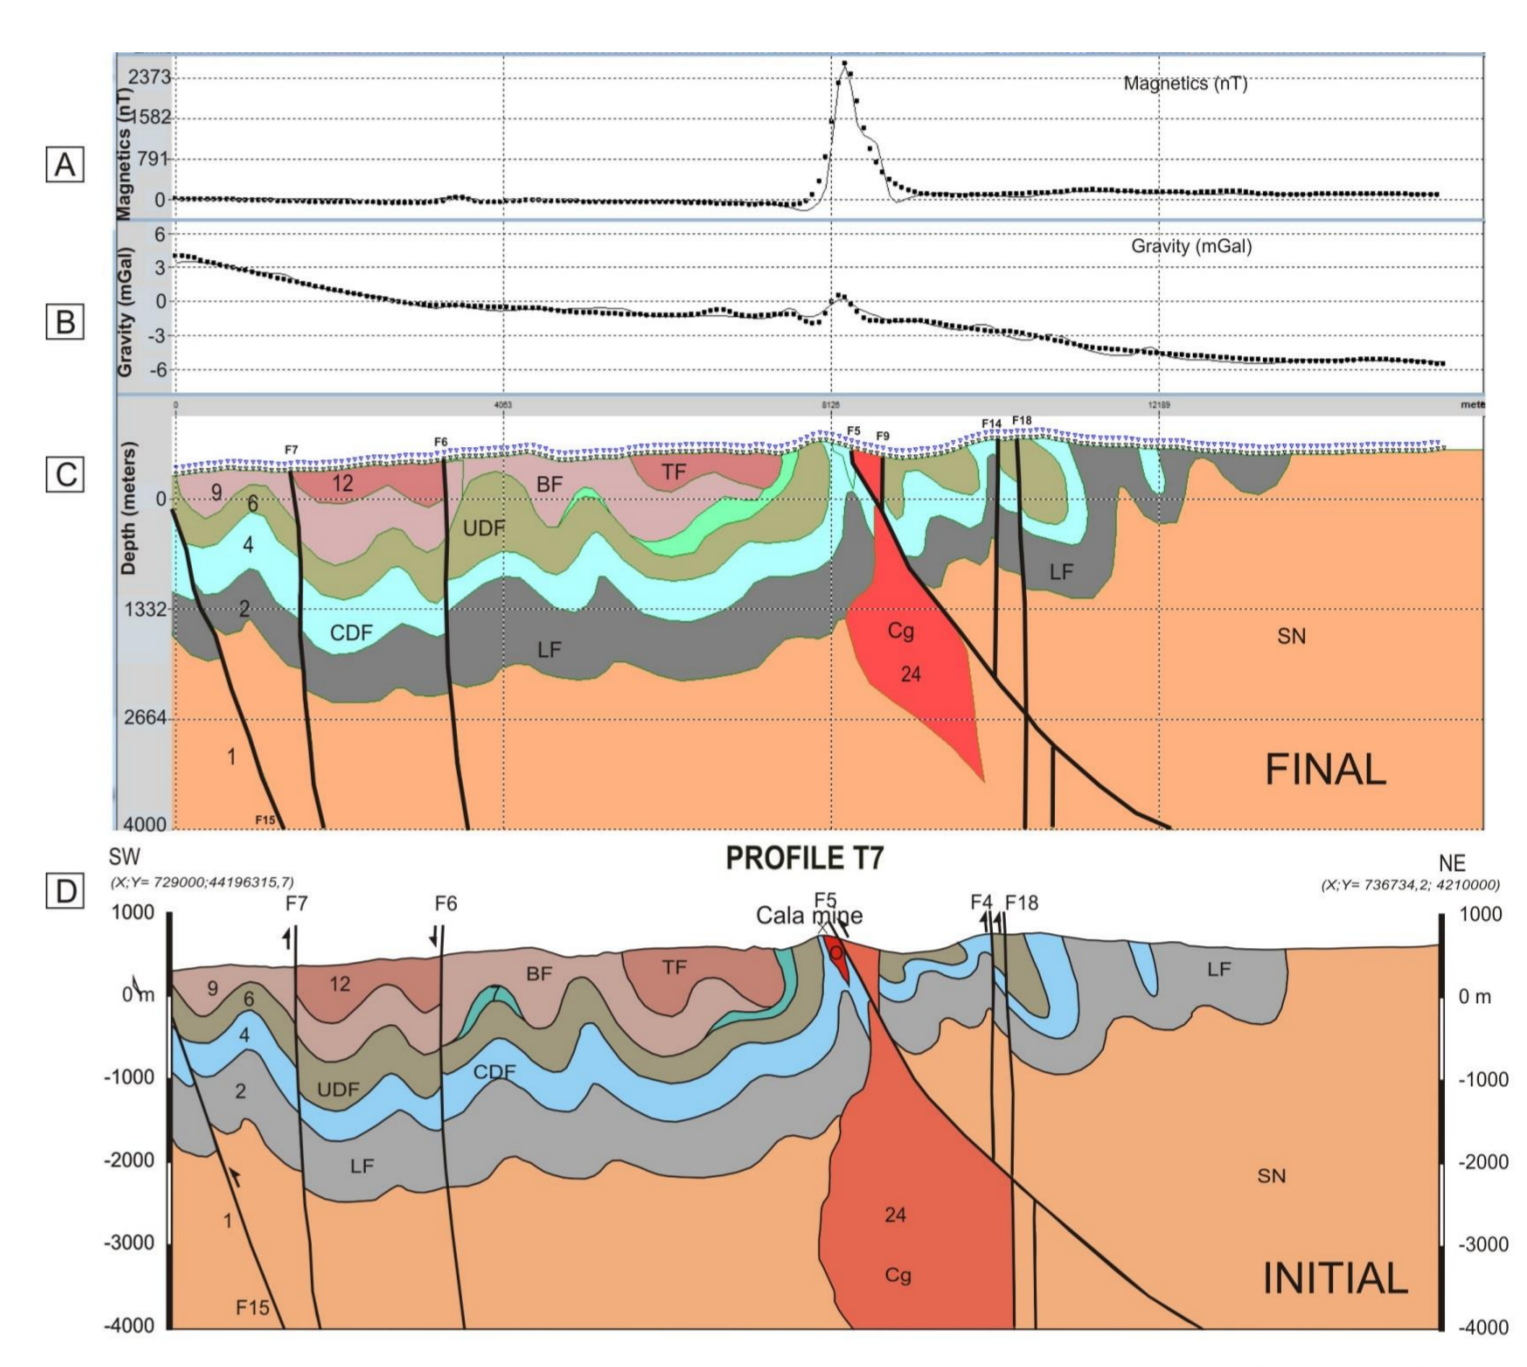 A
Magnetics (nT)
2373
1582
791
0
Magnetics (nT)
B
Gravity (mGal)
6
3
0
-3
-6
Gravity (mGal)
0
4063
8126
12189
mete
C
Depth (meters)
0
1332
2664
4000
F7
F6
F5
F9
F14
F18
9
6
4
2
1
12
CDF
UDF
BF
TF
LF
Cg
24
LF
SN
F15
FINAL
SW
PROFILE T7
NE
D
(X;Y= 729000;44196315,7)
(X;Y= 736734,2; 4210000)
F7
F6
F5
F4
F18
Cala mine
1000
0 m
-1000
-2000
-3000
-4000
1000
0 m
-1000
-2000
-3000
-4000
9
6
4
2
1
12
UDF
LF
BF
CDF
TF
LF
24
Cg
SN
F15
INITIAL